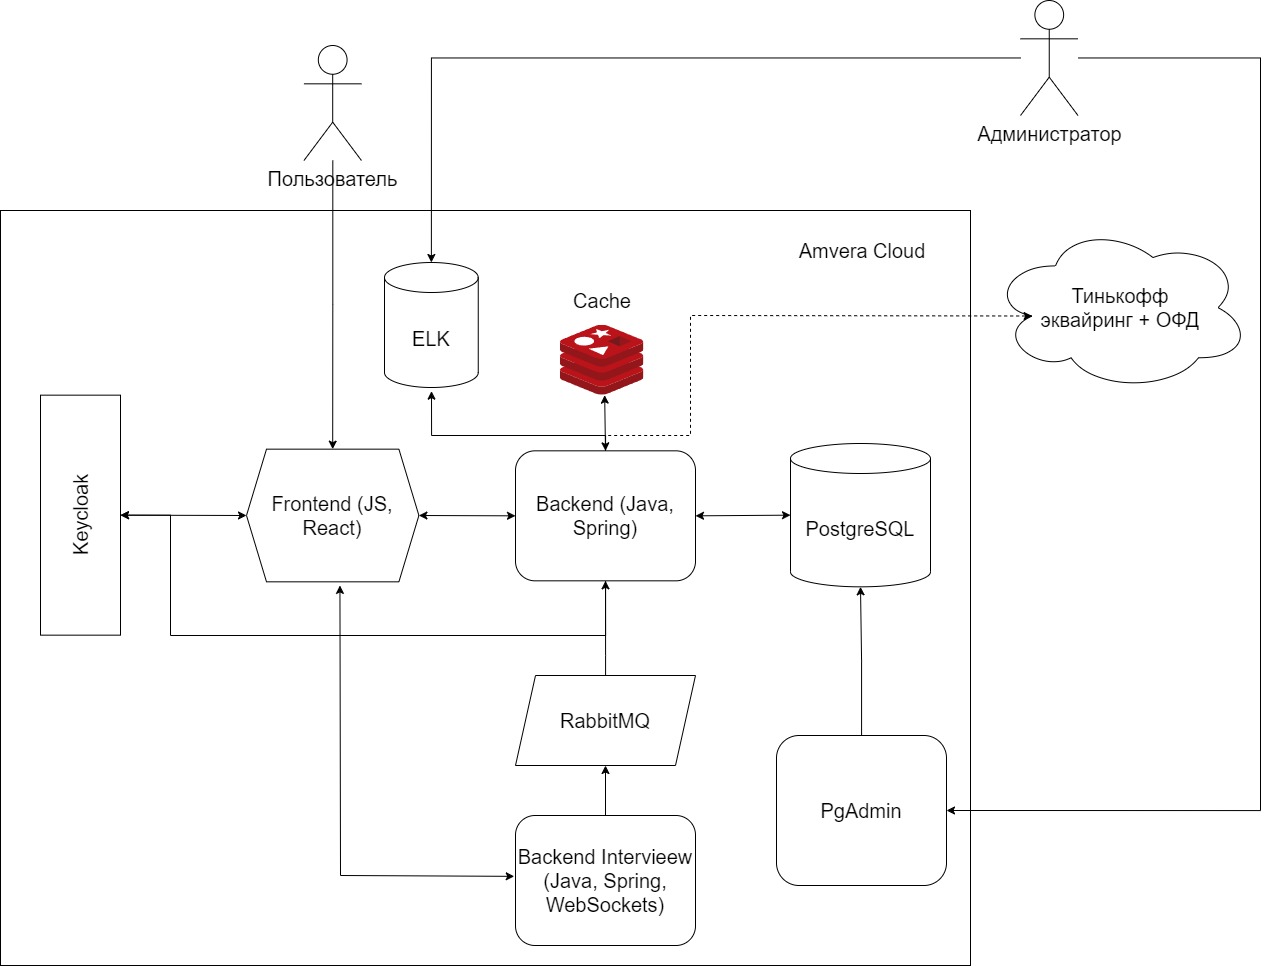 Администратор
Пользователь
Amvera Cloud
Тинькофф
эквайринг + ОФД
Cache
ELK
Keycloak
Frontend (JS,
React)
Backend (Java,
Spring)
PostgreSQL
RabbitMQ
PgAdmin
Backend Intervieew
(Java, Spring,
WebSockets)